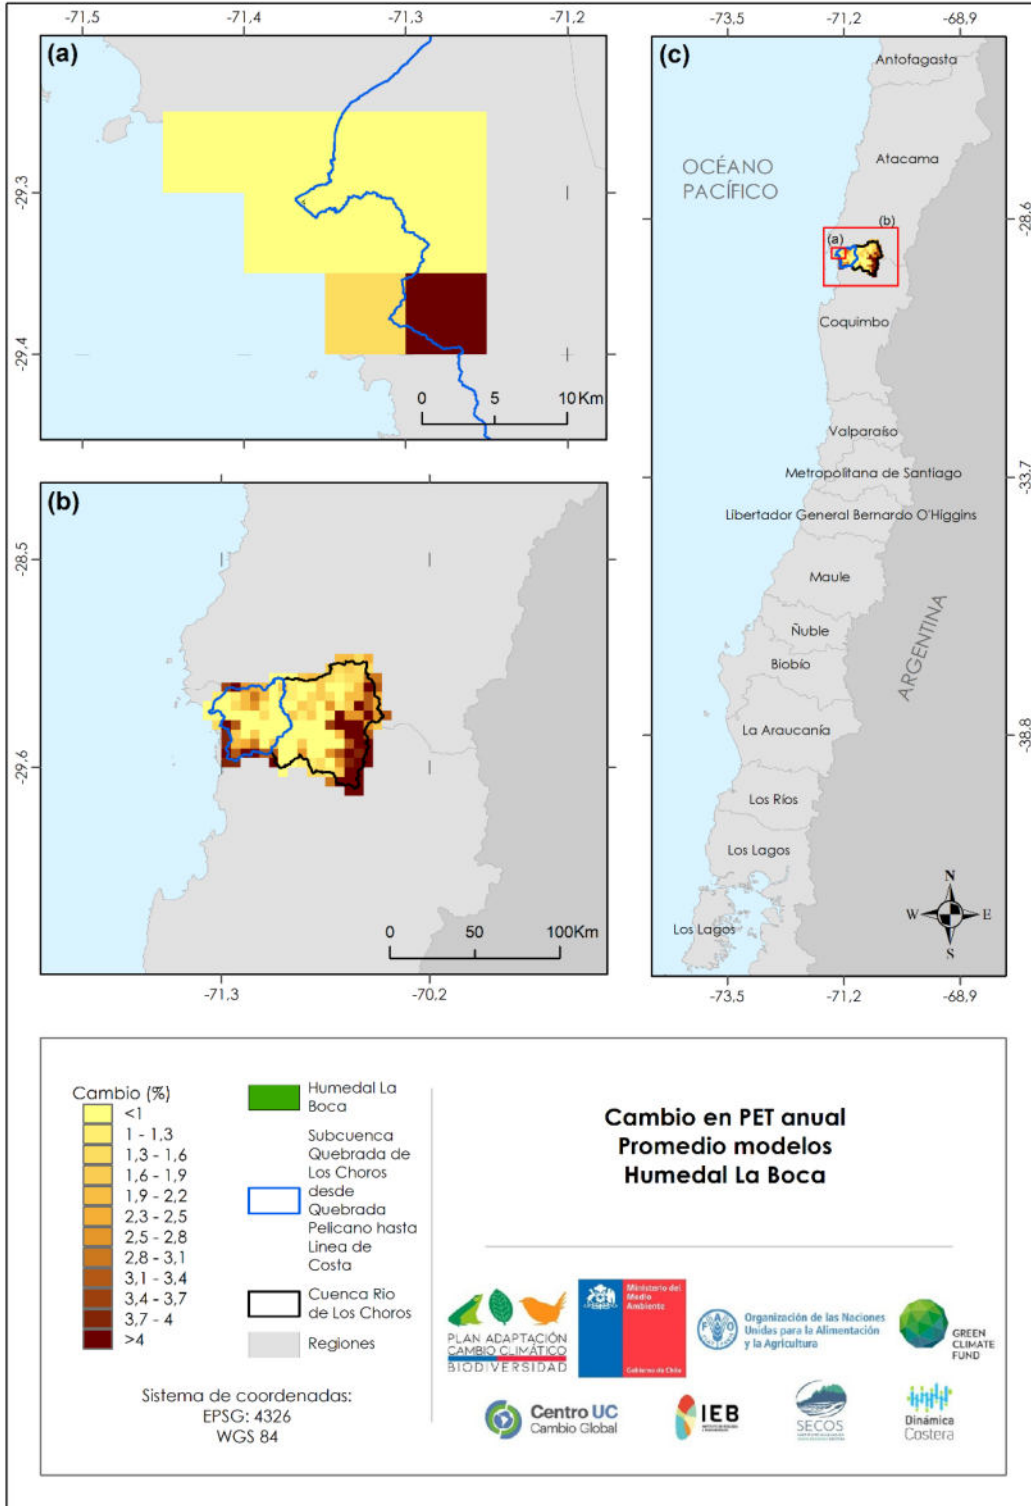 -71,5
-71,4
-71,3
-71,2
-73,5
-71,2
-68,9
(a)
-29,3
-29,4
0
5
10 Km
(b)
-28,5
-29,6
0
50
100Km
-71,3
-70,2
(c)
Antofagasta
OCÉANO
PACÍFICO
Atacama
-28,6
(b)
(a)
Coquimbo
Valparaíso
Metropolitana de Santiago
-33,7
Libertador General Bernardo O'Higgins
Maule
Ñuble
Biobío
ARGENTINA
La Araucanía
-38,8
Los Ríos
Los Lagos
Los Lagos
N
W
E
S
-73,5
-71,2
-68,9
Cambio (%)
<1
1 - 1,3
1,3 - 1,6
1,6 - 1,9
1,9 - 2,2
2,3 - 2,5
2,5 - 2,8
2,8 - 3,1
3,1 - 3,4
3,4 - 3,7
3,7 - 4
>4
Humedal La
Boca
Subcuenca
Quebrada de
Los Choros
desde
Quebrada
Pelicano hasta
Linea de
Costa
Cuenca Rio
de Los Choros
Regiones
Sistema de coordenadas:
EPSG: 4326
WGS 84
Cambio en PET anual
Promedio modelos
Humedal La Boca
PLAN ADAPTACIÓN
CAMBIO CLIMÁTICO
BIODIVERSIDAD
Ministerio del
Medio
Ambiente
Gobierno de Chile
FAO
Organización de las Naciones
Unidas para la Alimentación
y la Agricultura
GREEN
CLIMATE
FUND
Centro UC
Cambio Global
IEB
SECOS
Dinámica
Costera